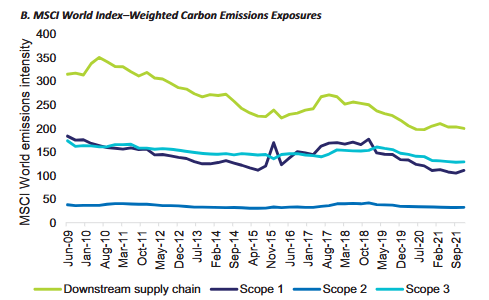 B. MSCI World Index–Weighted Carbon Emissions Exposures
MSCI World emissions intensity
400
350
300
250
200
150
100
50
0
Jun-09
Jan-10
Aug-10
Mar-11
Oct-11
May-12
Dec-12
Jul-13
Feb-14
Sep-14
Apr-15
Nov-15
Jun-16
Jan-17
Aug-17
Mar-18
Oct-18
May-19
Dec-19
Jul-20
Feb-21
Sep-21
Downstream supply chain
Scope 1
Scope 2
Scope 3